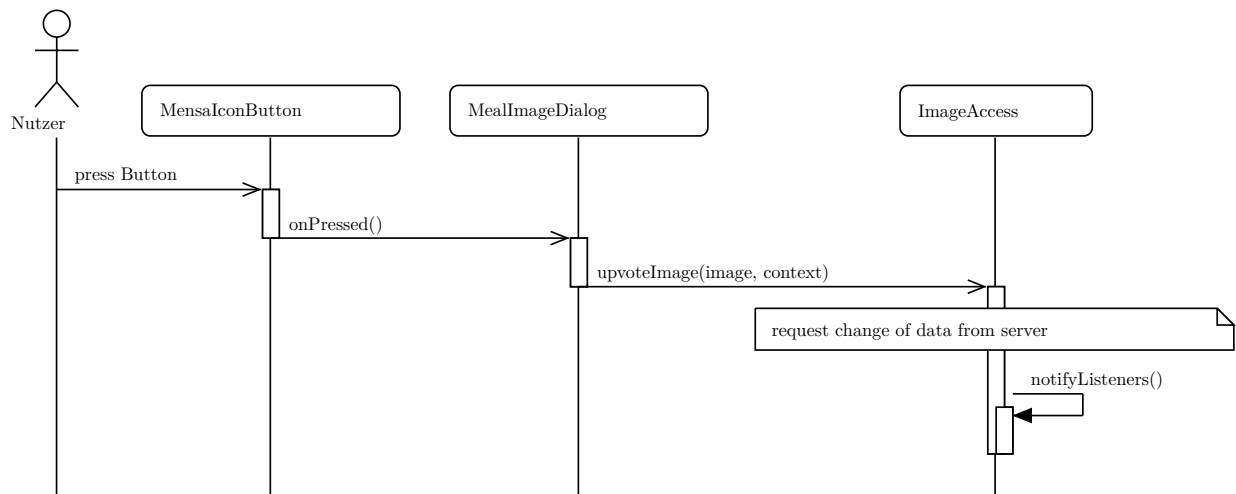 Nutzer
MensaIconButton
MealImageDialog
ImageAccess
press Button
onPressed()
upvoteImage(image, context)
request change of data from server
notifyListeners()